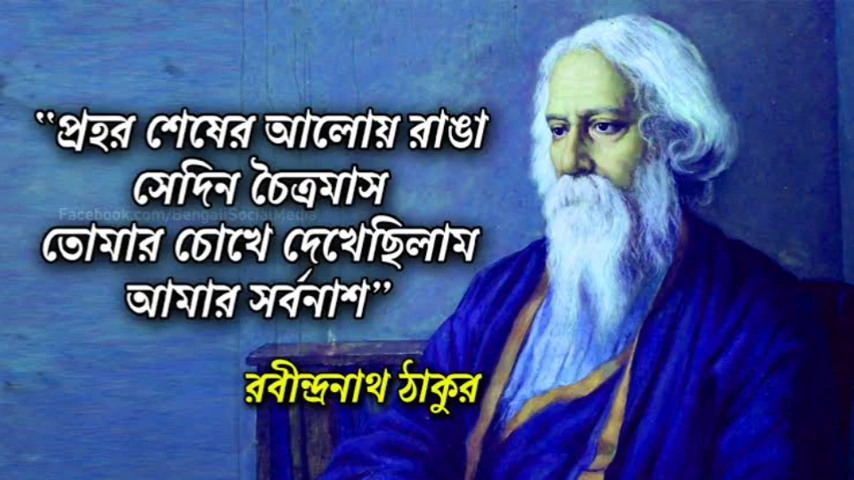 “প্রহর শেষের আলোয় রাঙা
সেদিন চৈত্রমাস
Facebook.com/BengaliSocialMedia
তোমার চোখে দেখেছিলাম
আমার সর্বনাশ”
রবীন্দ্রনাথ ঠাকুর